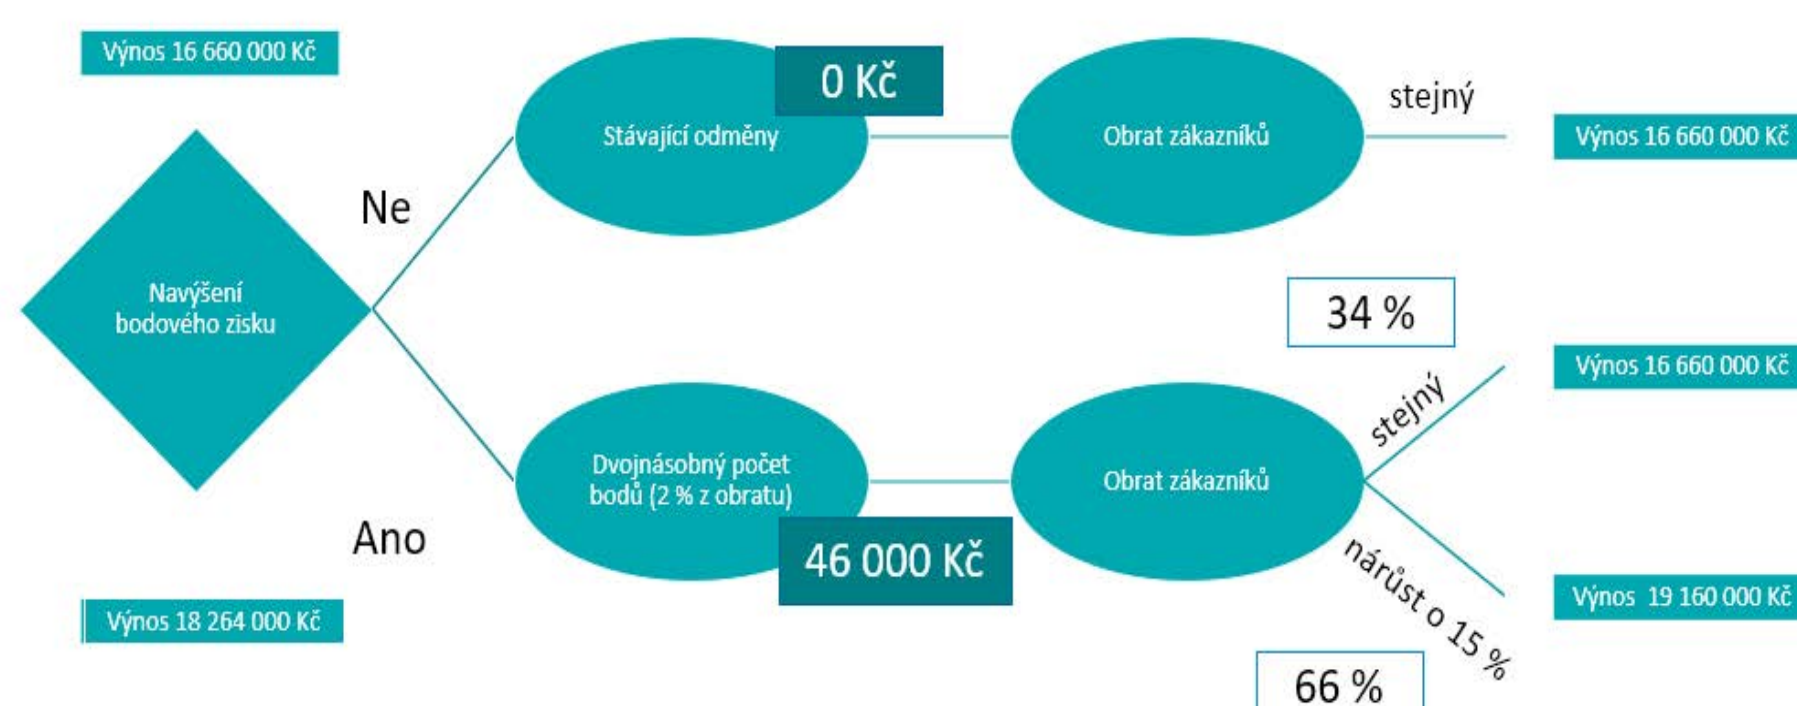 Výnos 16 660 000 Kč
0 Kč
stejný
Stávající odměny
Obrat zákazníků
Výnos 16 660 000 Kč
Ne
Navýšení
bodového zisku
34 %
stejný
Výnos 16 660 000 Kč
Dvojnásobný počet
bodů (2 % z obratu)
Obrat zákazníků
Ano
46 000 Kč
nárůst o 15 %
Výnos 19 160 000 Kč
Výnos 18 264 000 Kč
66 %